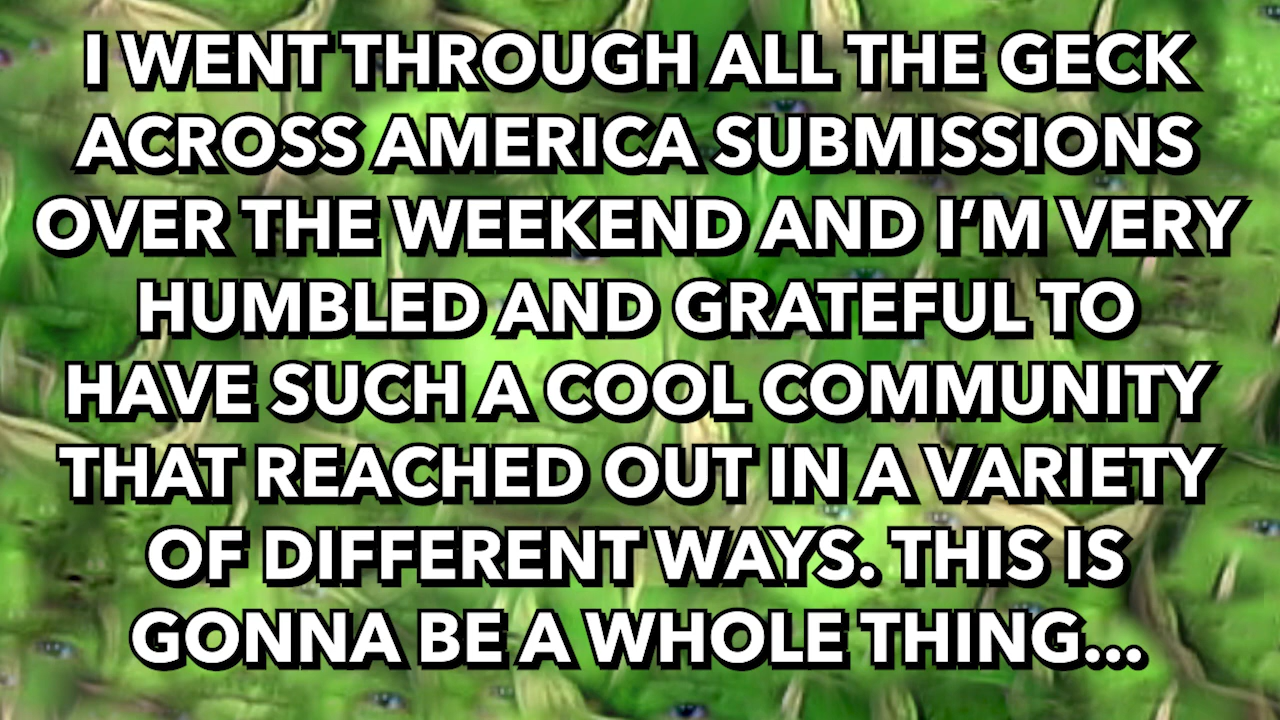 I WENT THROUGH ALL THE GECK
ACROSS AMERICA SUBMISSIONS
OVER THE WEEKEND AND I‘M VERY
HUMBLED AND GRATEFUL TO
HAVE SUCH A COOL COMMUNITY
THAT REACHED OUT IN A VARIETY
OF DIFFERENT WAYS. THIS IS
GONNA BE A WHOLE THING...